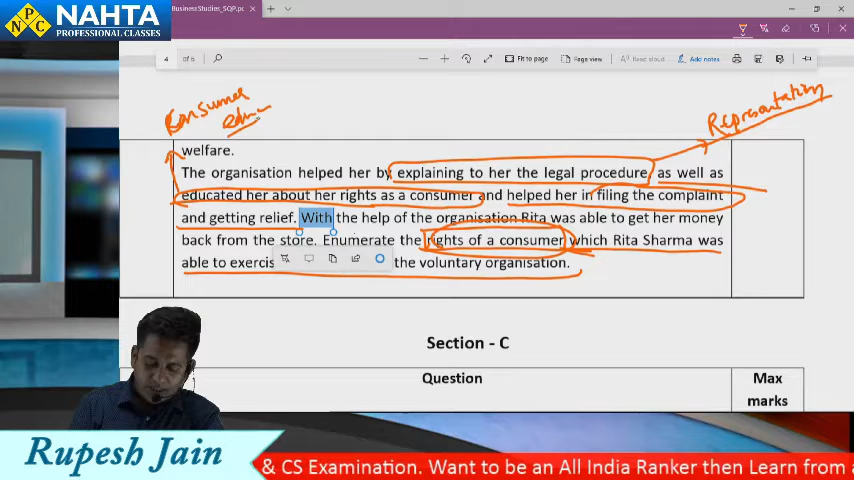 NPC
NAHTA
PROFESSIONAL CLASSES
BusinessStudies_SQP.pc
4 of 6
Fit to page
Page view
Read aloud
Add notes
Consumer
Representation
welfare.
The organisation helped her by explaining to her the legal procedure, as well as
educated her about her rights as a consumer and helped her in filing the complaint
and getting relief. With the help of the organisation Rita was able to get her money
back from the store. Enumerate the rights of a consumer which Rita Sharma was
able to exercis the voluntary organisation.
Section - C
Question
Max
marks
Rupesh Jain
& CS Examination. Want to be an All India Ranker then Learn from a